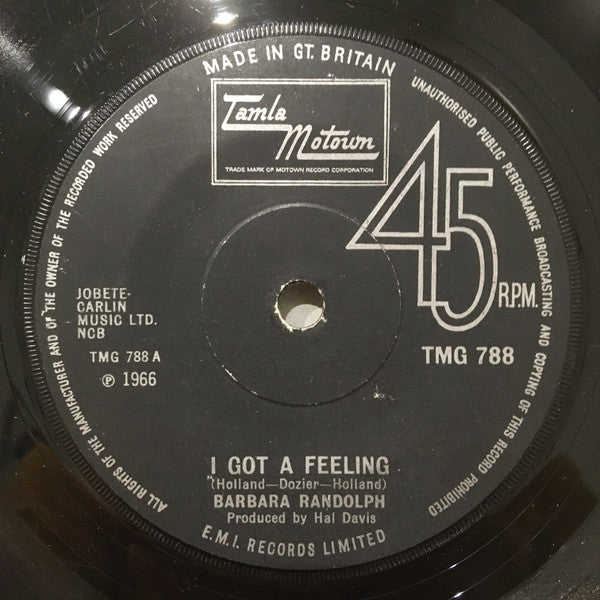 MADE IN GT. BRITAIN
Tamla
Motown
TRADE MARK OF MOTOWN RECORD CORPORATION
45
R.P.M.
TMG 788
JOBETE-
CARLIN
MUSIC LTD.
NCB
TMG 788 A
℗ 1966
I GOT A FEELING
(Holland—Dozier—Holland)
BARBARA RANDOLPH
Produced by Hal Davis
E.M.I. RECORDS LIMITED
ALL RIGHTS OF THE MANUFACTURER AND OF THE OWNER OF THE RECORDED WORK RESERVED
UNAUTHORISED PUBLIC PERFORMANCE BROADCASTING AND COPYING OF THIS RECORD PROHIBITED